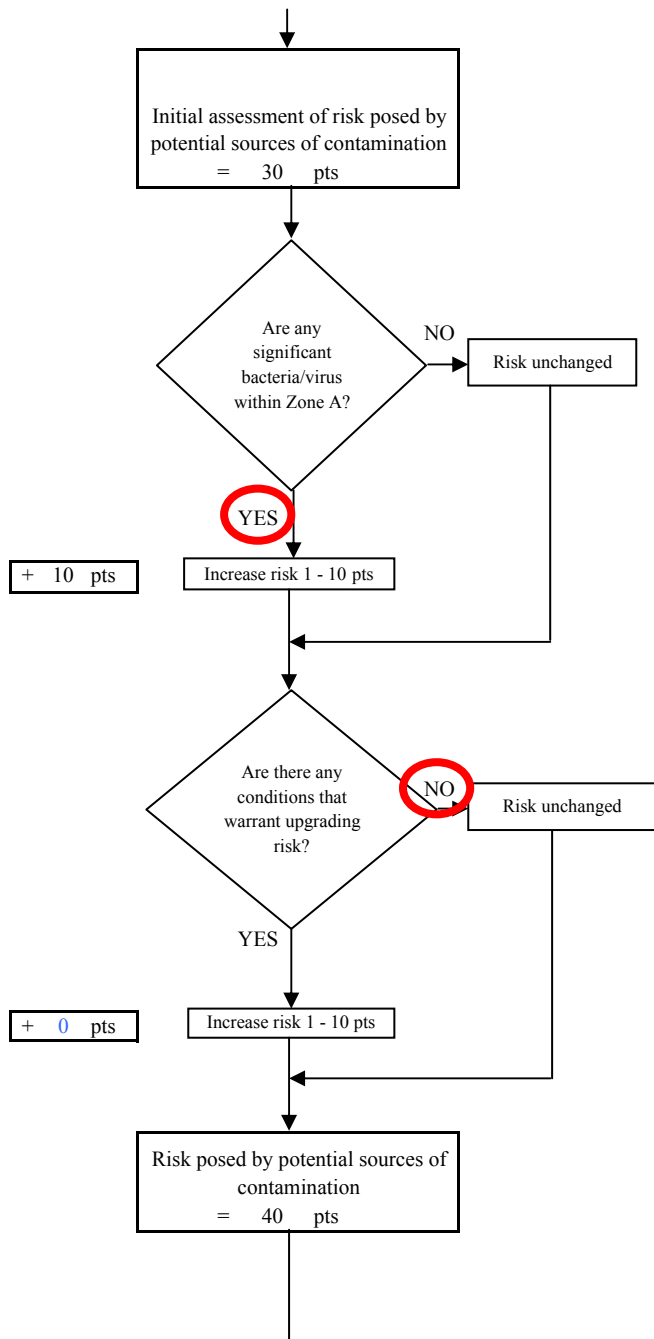 Initial assessment of risk posed by
potential sources of contamination
= 30 pts
Are any
significant
bacteria/virus
within Zone A?
NO
Risk unchanged
YES
+ 10 pts
Increase risk 1 - 10 pts
Are there any
conditions that
warrant upgrading
risk?
NO
Risk unchanged
YES
+ 0 pts
Increase risk 1 - 10 pts
Risk posed by potential sources of
contamination
= 40 pts